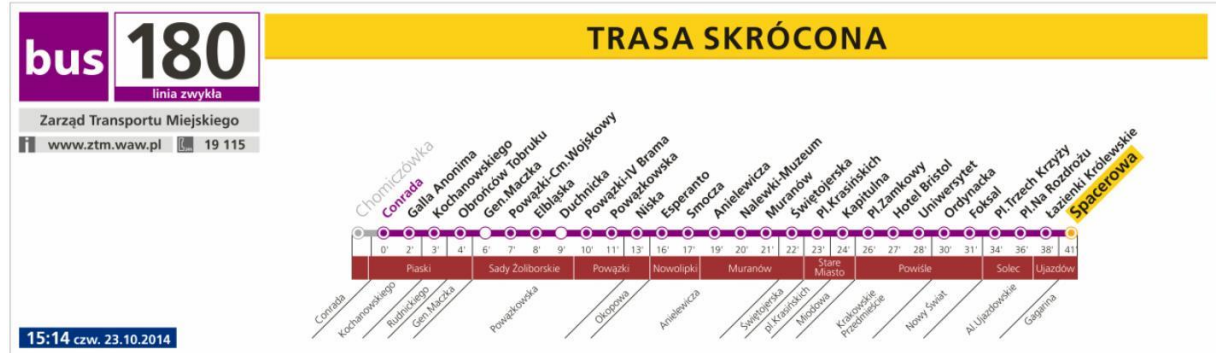 bus
180
linia zwykła
TRASA SKRÓCONA
Zarząd Transportu Miejskiego
i www.ztm.waw.pl 19 115
Chomiczówka
Conrada
Galla Anonima
Kochanowskiego
Obrońców Tobruku
Gen.Maczka
Powązki-Cm.Wojskowy
Elbląska
Duchnicka
Powązki-IV Brama
Powązkowska
Niska
Esperanto
Smocza
Anielewicza
Nalewki-Muzeum
Muranów
Świętojerska
Pl.Krasińskich
Kapitulna
Pl.Zamkowy
Hotel Bristol
Uniwersytet
Ordynacka
Foksal
Pl.Trzech Krzyży
Pl.Na Rozdrożu
Łazienki Królewskie
Spacerowa
0' 2' 3' 4' 6' 7' 8' 9' 10' 11' 13' 16' 17' 19' 20' 21' 22' 23' 24' 26' 27' 28' 30' 31' 34' 36' 38' 41'
Piaski
Sady Żoliborskie
Powązki
Nowolipki
Muranów
Stare
Miasto
Powiśle
Solec
Ujazdów
Conrada
Kochanowskiego
Rudnickiego
Gen.Maczka
Powązkowska
Okopowa
Anielewicza
Świętojerska
pl.Krasińskich
Miodowa
Krakowskie
Przedmieście
Nowy Świat
Al.Ujazdowskie
Gagarina
15:14 czw. 23.10.2014